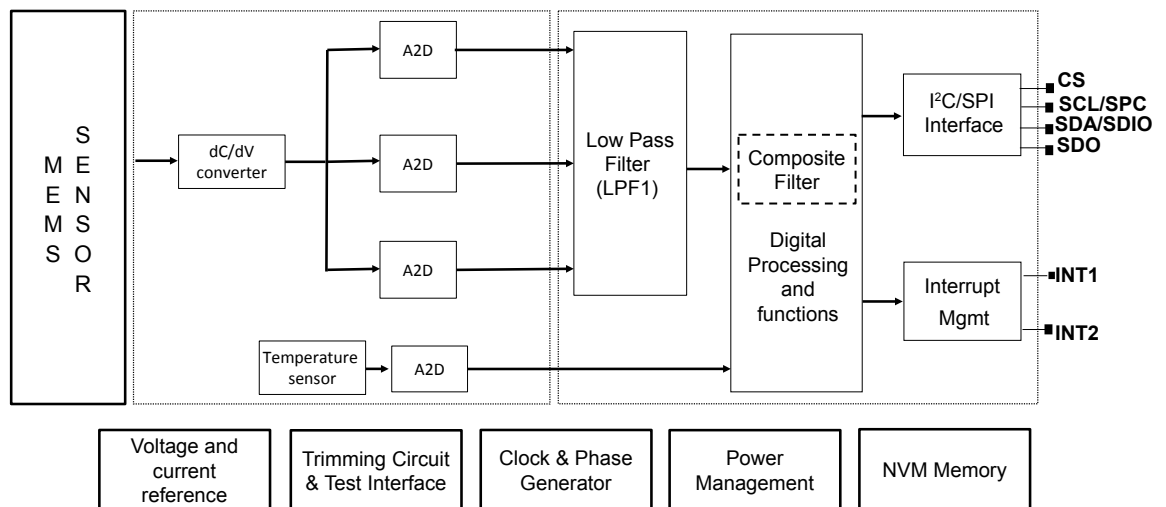 MEMS
SENSOR
dC/dV
converter
A2D
A2D
A2D
Temperature
sensor
A2D
Low Pass
Filter
(LPF1)
Composite
Filter
Digital
Processing
and
functions
I²C/SPI
Interface
CS
SCL/SPC
SDA/SDIO
SDO
Interrupt
Mgmt
INT1
INT2
Voltage and
current
reference
Trimming Circuit
& Test Interface
Clock & Phase
Generator
Power
Management
NVM Memory